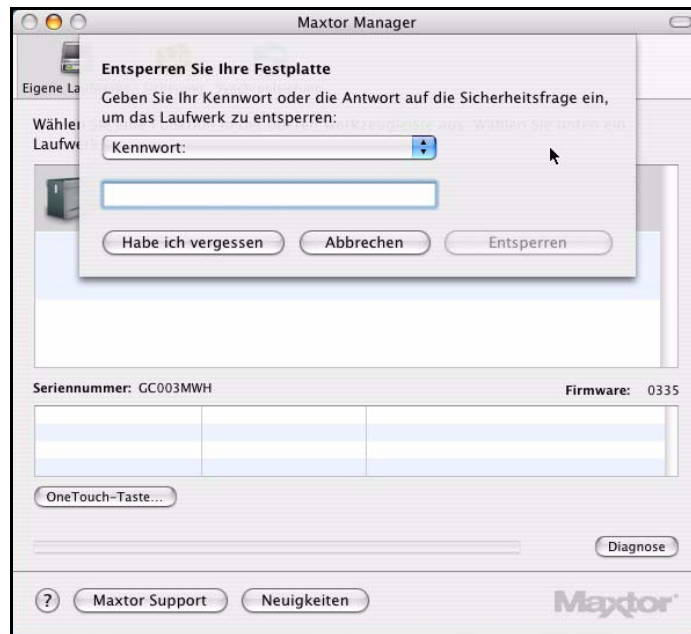 Maxtor Manager
Entsperren Sie Ihre Festplatte
Eigene La
Geben Sie Ihr Kennwort oder die Antwort auf die Sicherheitsfrage ein,
um das Laufwerk zu entsperren:
Wählen
Laufwe
Kennwort:
Habe ich vergessen
Abbrechen
Entsperren
Seriennummer: GC003MWH
Firmware: 0335
OneTouch-Taste...
Diagnose
?
Maxtor Support
Neuigkeiten
Maxtor